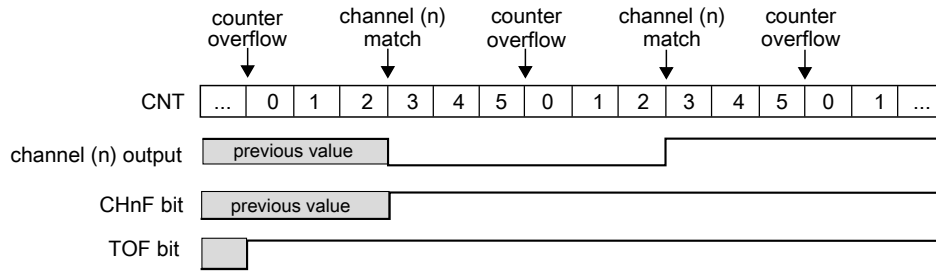 counter overflow
channel (n) match
counter overflow
channel (n) match
counter overflow
CNT ... 0 1 2 3 4 5 0 1 2 3 4 5 0 1 ...
channel (n) output previous value
CHnF bit previous value
TOF bit